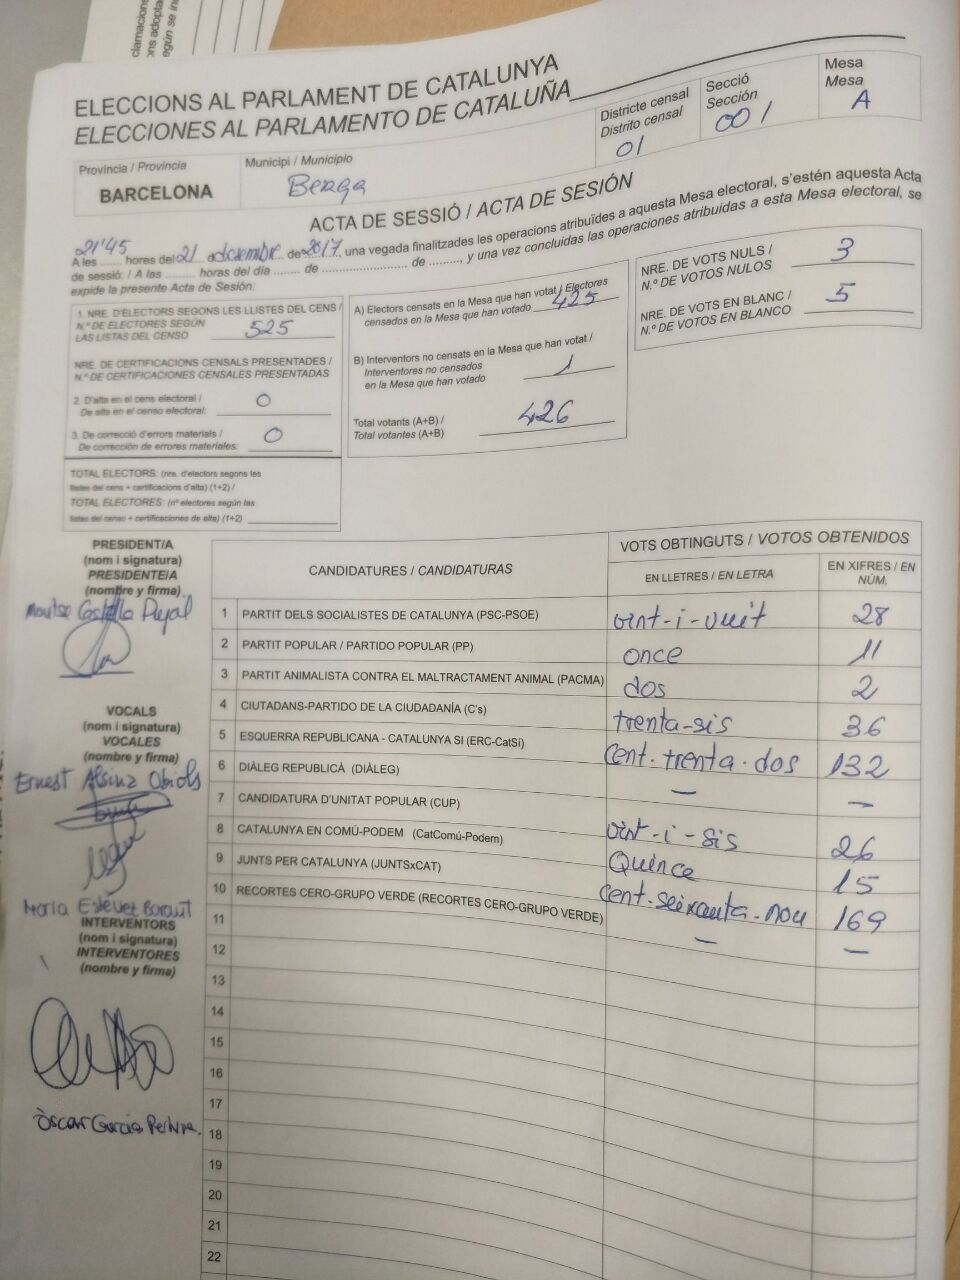 ELECCIONS AL PARLAMENT DE CATALUNYA
ELECCIONES AL PARLAMENTO DE CATALUÑA
Districte censal
Distrito censal
01
Secció
Sección
001
Mesa
Mesa
A
Província / Provincia
BARCELONA
Municipi / Municipio
Berga
ACTA DE SESSIÓ / ACTA DE SESIÓN
A les 21'45 hores del 21 de desembre de 2017, una vegada finalitzades les operacions atribuïdes a aquesta Mesa electoral, s'estén aquesta Acta
de sessió: / A las ........ horas del día ........ de ........................ de .........., y una vez concluidas las operaciones atribuidas a esta Mesa electoral, se
expide la presente Acta de Sesión:
1. NRE. D'ELECTORS SEGONS LES LLISTES DEL CENS /
N.º DE ELECTORES SEGÚN
LAS LISTAS DEL CENSO 525
NRE. DE CERTIFICACIONS CENSALS PRESENTADES /
N.º DE CERTIFICACIONES CENSALES PRESENTADAS
2. D'alta en el cens electoral /
De alta en el censo electoral: 0
3. De correcció d'errors materials /
De corrección de errores materiales: 0
TOTAL ELECTORS: (nre. d'electors segons les
llistes del cens + certificacions d'alta) (1+2) /
TOTAL ELECTORES: (nº electores según las
listas del censo + certificaciones de alta) (1+2)
A) Electors censats en la Mesa que han votat / Electores
censados en la Mesa que han votado 425
B) Interventors no censats en la Mesa que han votat /
Interventores no censados
en la Mesa que han votado 1
Total votants (A+B) /
Total votantes (A+B) 426
NRE. DE VOTS NULS /
N.º DE VOTOS NULOS 3
NRE. DE VOTS EN BLANC /
N.º DE VOTOS EN BLANCO 5
PRESIDENT/A
(nom i signatura)
PRESIDENTE/A
(nombre y firma)
Montse Castella Pujal
VOCALS
(nom i signatura)
VOCALES
(nombre y firma)
Ernest Alsina Obiols
Maria Estévez
INTERVENTORS
(nom i signatura)
INTERVENTORES
(nombre y firma)
Òscar Garcia
CANDIDATURES / CANDIDATURAS
VOTS OBTINGUTS / VOTOS OBTENIDOS
EN LLETRES / EN LETRA
EN XIFRES / EN
NÚM.
1 PARTIT DELS SOCIALISTES DE CATALUNYA (PSC-PSOE) vint-i-vuit 28
2 PARTIT POPULAR / PARTIDO POPULAR (PP) once 11
3 PARTIT ANIMALISTA CONTRA EL MALTRACTAMENT ANIMAL (PACMA) dos 2
4 CIUTADANS-PARTIDO DE LA CIUDADANÍA (C's) trenta-sis 36
5 ESQUERRA REPUBLICANA - CATALUNYA SI (ERC-CatSí) Cent-trenta-dos 132
6 DIÀLEG REPUBLICÀ (DIÀLEG) — —
7 CANDIDATURA D'UNITAT POPULAR (CUP) vint-i-sis 26
8 CATALUNYA EN COMÚ-PODEM (CatComú-Podem) Quince 15
9 JUNTS PER CATALUNYA (JUNTSxCAT) Cent-seixanta-nou 169
10 RECORTES CERO-GRUPO VERDE (RECORTES CERO-GRUPO VERDE) — —
11
12
13
14
15
16
17
18
19
20
21
22